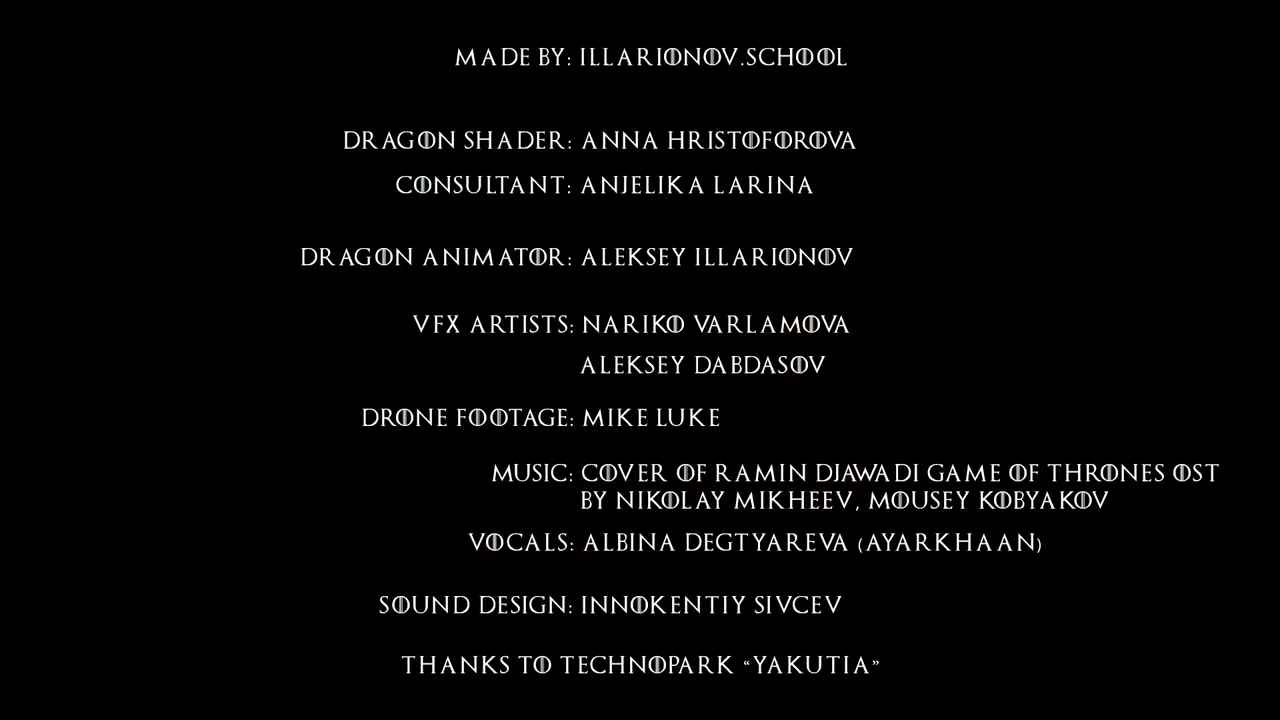 MADE BY: ILLARIONOV.SCHOOL
DRAGON SHADER: ANNA HRISTOFOROVA
CONSULTANT: ANJELIKA LARINA
DRAGON ANIMATOR: ALEKSEY ILLARIONOV
VFX ARTISTS: NARIKO VARLAMOVA
ALEKSEY DABDASOV
DRONE FOOTAGE: MIKE LUKE
MUSIC: COVER OF RAMIN DJAWADI GAME OF THRONES OST
BY NIKOLAY MIKHEEV, MOUSEY KOBYAKOV
VOCALS: ALBINA DEGTYAREVA (AYARKHAAN)
SOUND DESIGN: INNOKENTIY SIVCEV
THANKS TO TECHNOPARK “YAKUTIA”